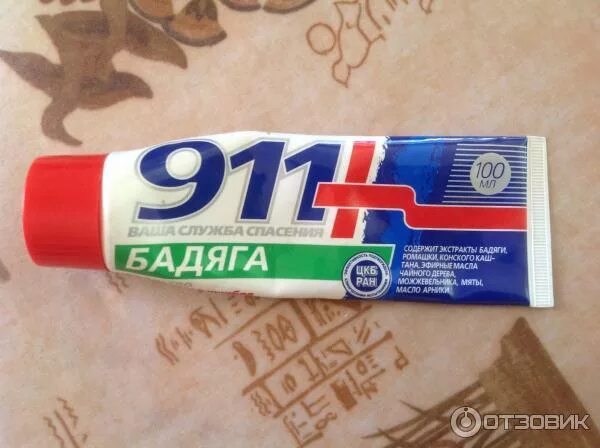 911
ВАША СЛУЖБА СПАСЕНИЯ
БАДЯГА
100
МЛ
ЦКБ
РАН
СОДЕРЖИТ ЭКСТРАКТЫ БАДЯГИ,
РОМАШКИ, КОНСКОГО КАШ-
ТАНА, ЭФИРНЫЕ МАСЛА
ЧАЙНОГО ДЕРЕВА,
МОЖЖЕВЕЛЬНИКА, МЯТЫ,
МАСЛО АРНИКИ
ОТЗОВИК